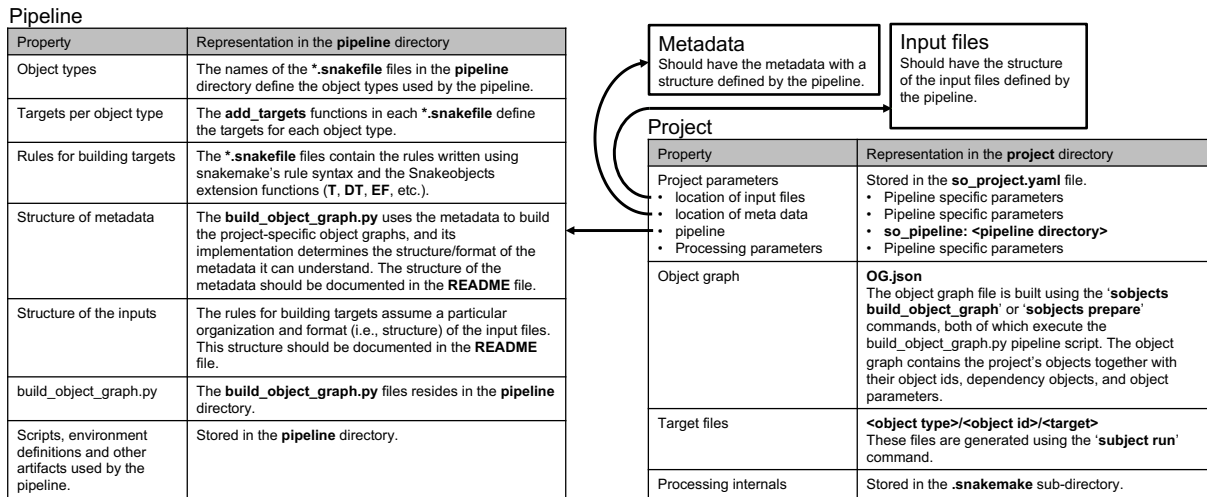 Pipeline
Property
Representation in the pipeline directory
Object types
The names of the *.snakefile files in the pipeline
directory define the object types used by the pipeline.
Targets per object type
The add_targets functions in each *.snakefile define
the targets for each object type.
Rules for building targets
The *.snakefile files contain the rules written using
snakemake's rule syntax and the Snakeobjects
extension functions (T, DT, EF, etc.).
Structure of metadata
The build_object_graph.py uses the metadata to build
the project-specific object graphs, and its
implementation determines the structure/format of the
metadata it can understand. The structure of the
metadata should be documented in the README file.
Structure of the inputs
The rules for building targets assume a particular
organization and format (i.e., structure) of the input files.
This structure should be documented in the README
file.
build_object_graph.py
The build_object_graph.py files resides in the pipeline
directory.
Scripts, environment
definitions and other
artifacts used by the
pipeline.
Stored in the pipeline directory.
Metadata
Should have the metadata with a
structure defined by the pipeline.
Input files
Should have the structure
of the input files defined by
the pipeline.
Project
Property
Representation in the project directory
Project parameters
• location of input files
• location of meta data
• pipeline
• Processing parameters
Stored in the so_project.yaml file.
• Pipeline specific parameters
• Pipeline specific parameters
• so_pipeline: <pipeline directory>
• Pipeline specific parameters
Object graph
OG.json
The object graph file is built using the 'sobjects
build_object_graph' or 'sobjects prepare'
commands, both of which execute the
build_object_graph.py pipeline script. The object
graph contains the project's objects together with
their object ids, dependency objects, and object
parameters.
Target files
<object type>/<object id>/<target>
These files are generated using the 'subject run'
command.
Processing internals
Stored in the .snakemake sub-directory.